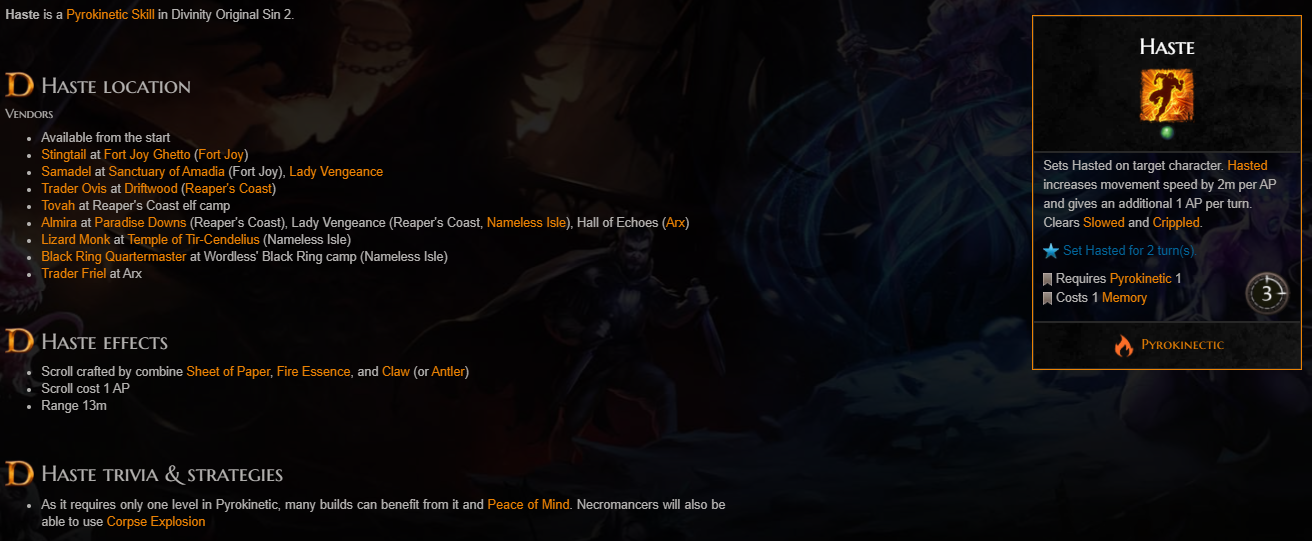 Haste is a Pyrokinetic Skill in Divinity Original Sin 2.
HASTE LOCATION
VENDORS
Available from the start
Stingtail at Fort Joy Ghetto (Fort Joy)
Samadel at Sanctuary of Amadia (Fort Joy), Lady Vengeance
Trader Ovis at Driftwood (Reaper's Coast)
Tovah at Reaper's Coast elf camp
Almira at Paradise Downs (Reaper's Coast), Lady Vengeance (Reaper's Coast, Nameless Isle), Hall of Echoes (Arx)
Lizard Monk at Temple of Tir-Cendelius (Nameless Isle)
Black Ring Quartermaster at Wordless' Black Ring camp (Nameless Isle)
Trader Friel at Arx
HASTE EFFECTS
Scroll crafted by combine Sheet of Paper, Fire Essence, and Claw (or Antler)
Scroll cost 1 AP
Range 13m
HASTE TRIVIA & STRATEGIES
As it requires only one level in Pyrokinetic, many builds can benefit from it and Peace of Mind. Necromancers will also be
able to use Corpse Explosion
HASTE
Sets Hasted on target character. Hasted
increases movement speed by 2m per AP
and gives an additional 1 AP per turn.
Clears Slowed and Crippled.
Set Hasted for 2 turn(s).
Requires Pyrokinetic 1
Costs 1 Memory
3
PYROKINECTIC